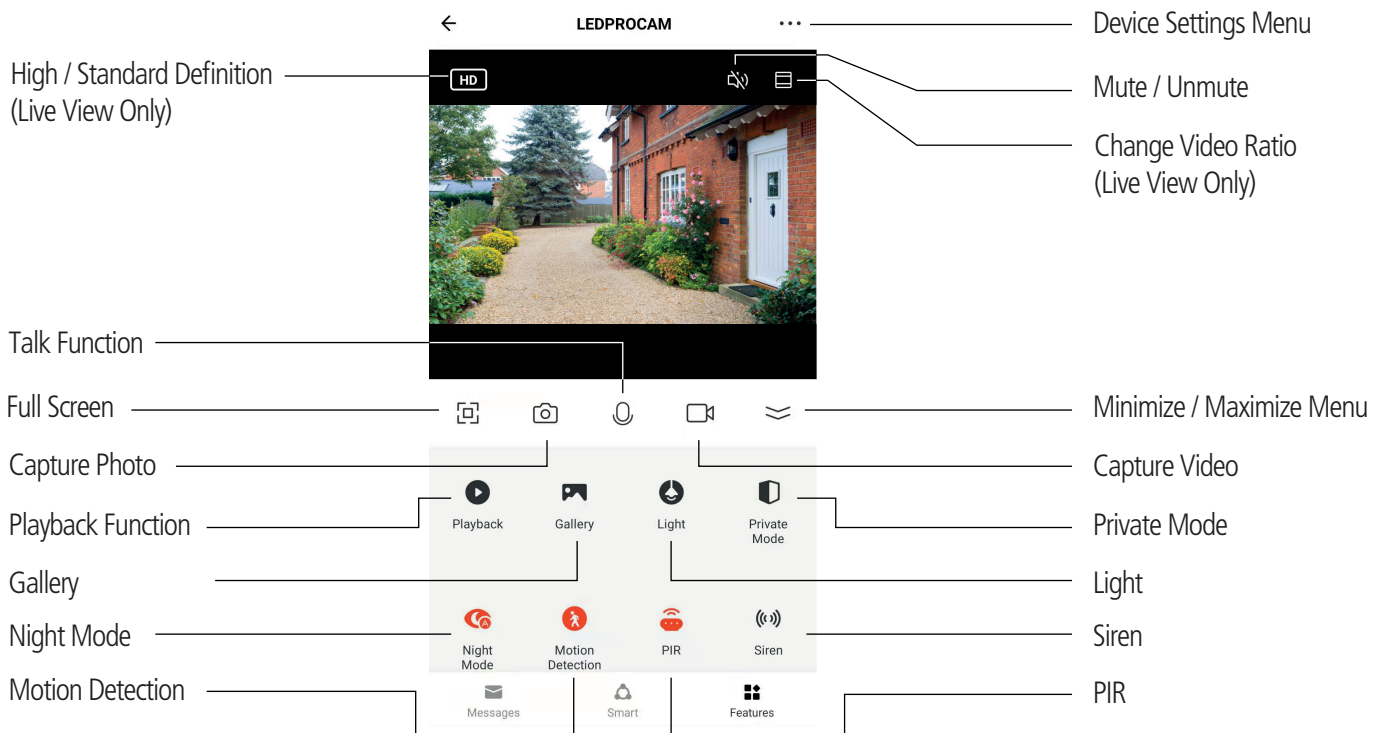 LEDPROCAM
Device Settings Menu
High / Standard Definition
(Live View Only)
HD
Mute / Unmute
Change Video Ratio
(Live View Only)
Talk Function
Full Screen
Minimize / Maximize Menu
Capture Photo
Capture Video
Playback Function
Playback
Gallery
Light
Private
Mode
Private Mode
Gallery
Light
Night Mode
A
Night
Mode
Motion
Detection
PIR
Siren
Siren
Motion Detection
Messages
Smart
Features
PIR